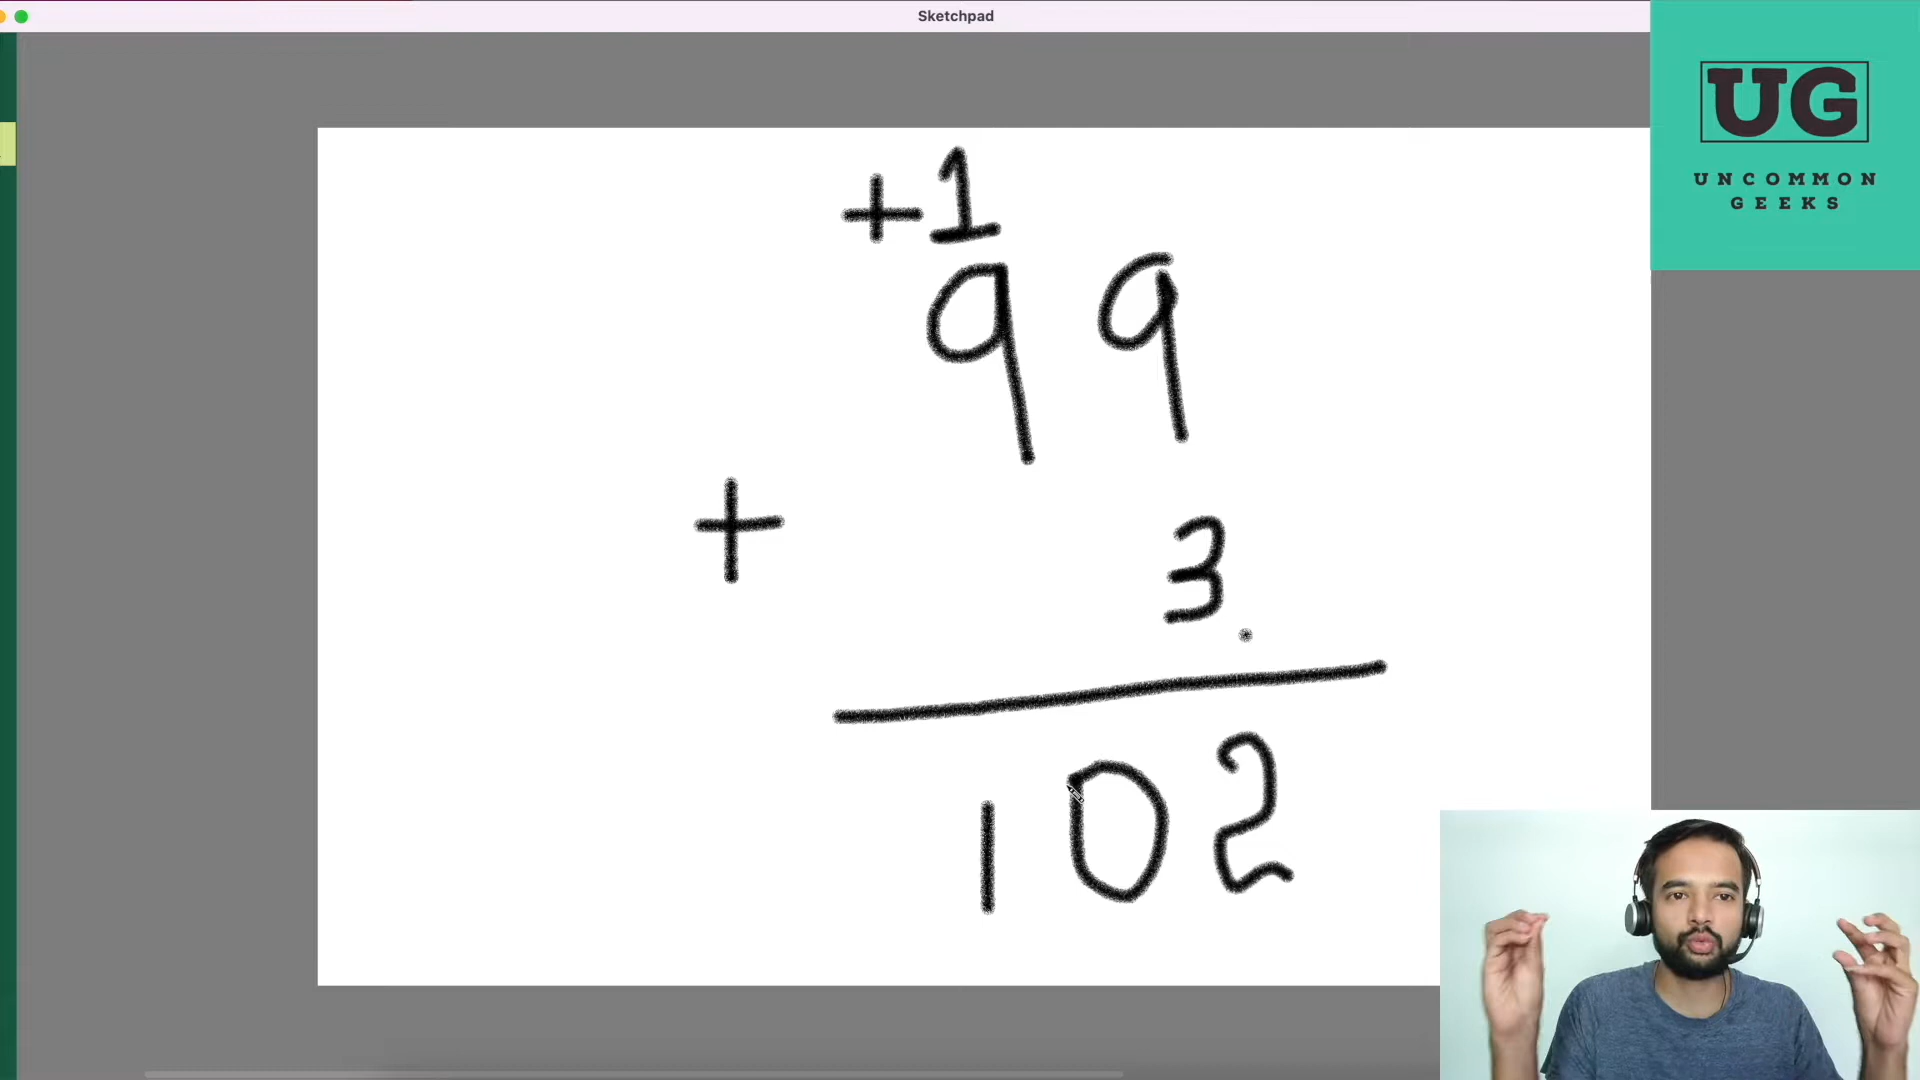 Sketchpad
UG
UNCOMMON
GEEKS
+1
99
+ 3.
102